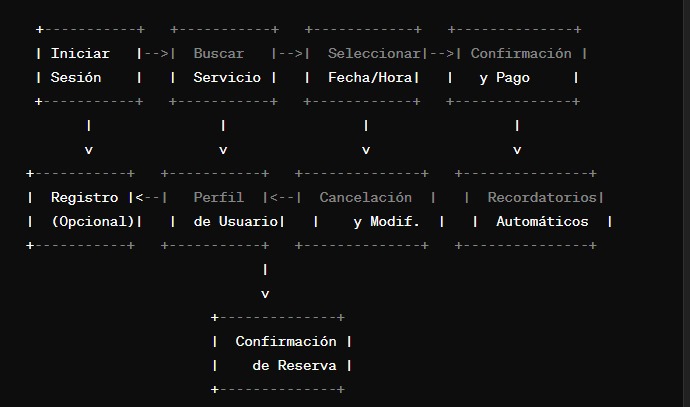 +-----------+   +-----------+   +-------------+   +--------------+
| Iniciar   |-->|  Buscar   |-->|  Seleccionar|-->| Confirmación |
| Sesión    |   |  Servicio |   |  Fecha/Hora|   |   y Pago     |
+-----------+   +-----------+   +-------------+   +--------------+
      |               |                |                 |
      v               v                v                 v
+-----------+   +-----------+   +--------------+   +---------------+
|  Registro |<--|   Perfil   |<--|  Cancelación  |   |  Recordatorios|
|  (Opcional)|   |  de Usuario|   |    y Modif.  |   |  Automáticos  |
+-----------+   +-----------+   +--------------+   +---------------+
                            |
                            v
                      +--------------+
                      |  Confirmación |
                      |    de Reserva |
                      +--------------+